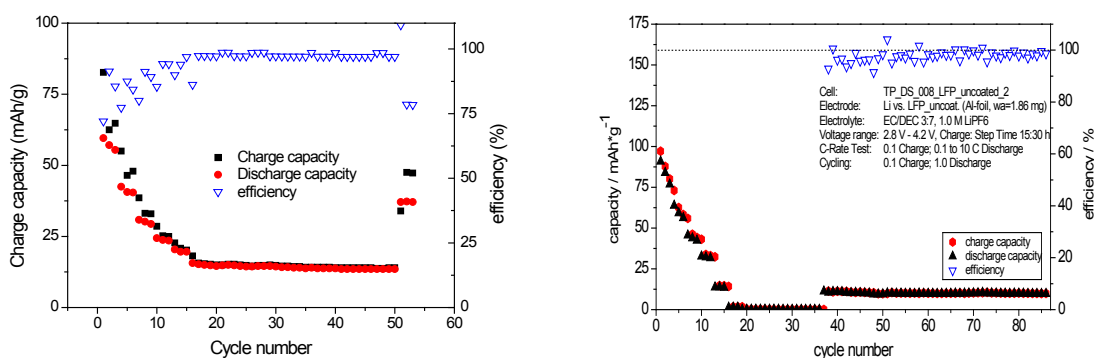 Charge capacity (mAh/g)
100
75
50
25
0
Charge capacity
Discharge capacity
efficiency
100
75
50
25
0
efficiency (%)
0 10 20 30 40 50 60
Cycle number
capacity / mAh*g-1
175
150
125
100
75
50
25
0
Cell: TP_DS_008_LFP_uncoated_2
Electrode: Li vs. LFP_uncoat. (Al-foil, wa=1.86 mg)
Electrolyte: EC/DEC 3:7, 1.0 M LiPF6
Voltage range: 2.8 V - 4.2 V, Charge: Step Time 15:30 h
C-Rate Test: 0.1 Charge; 0.1 to 10 C Discharge
Cycling: 0.1 Charge; 1.0 Discharge
charge capacity
discharge capacity
efficiency
100
80
60
40
20
0
efficiency / %
0 10 20 30 40 50 60 70 80
cycle number